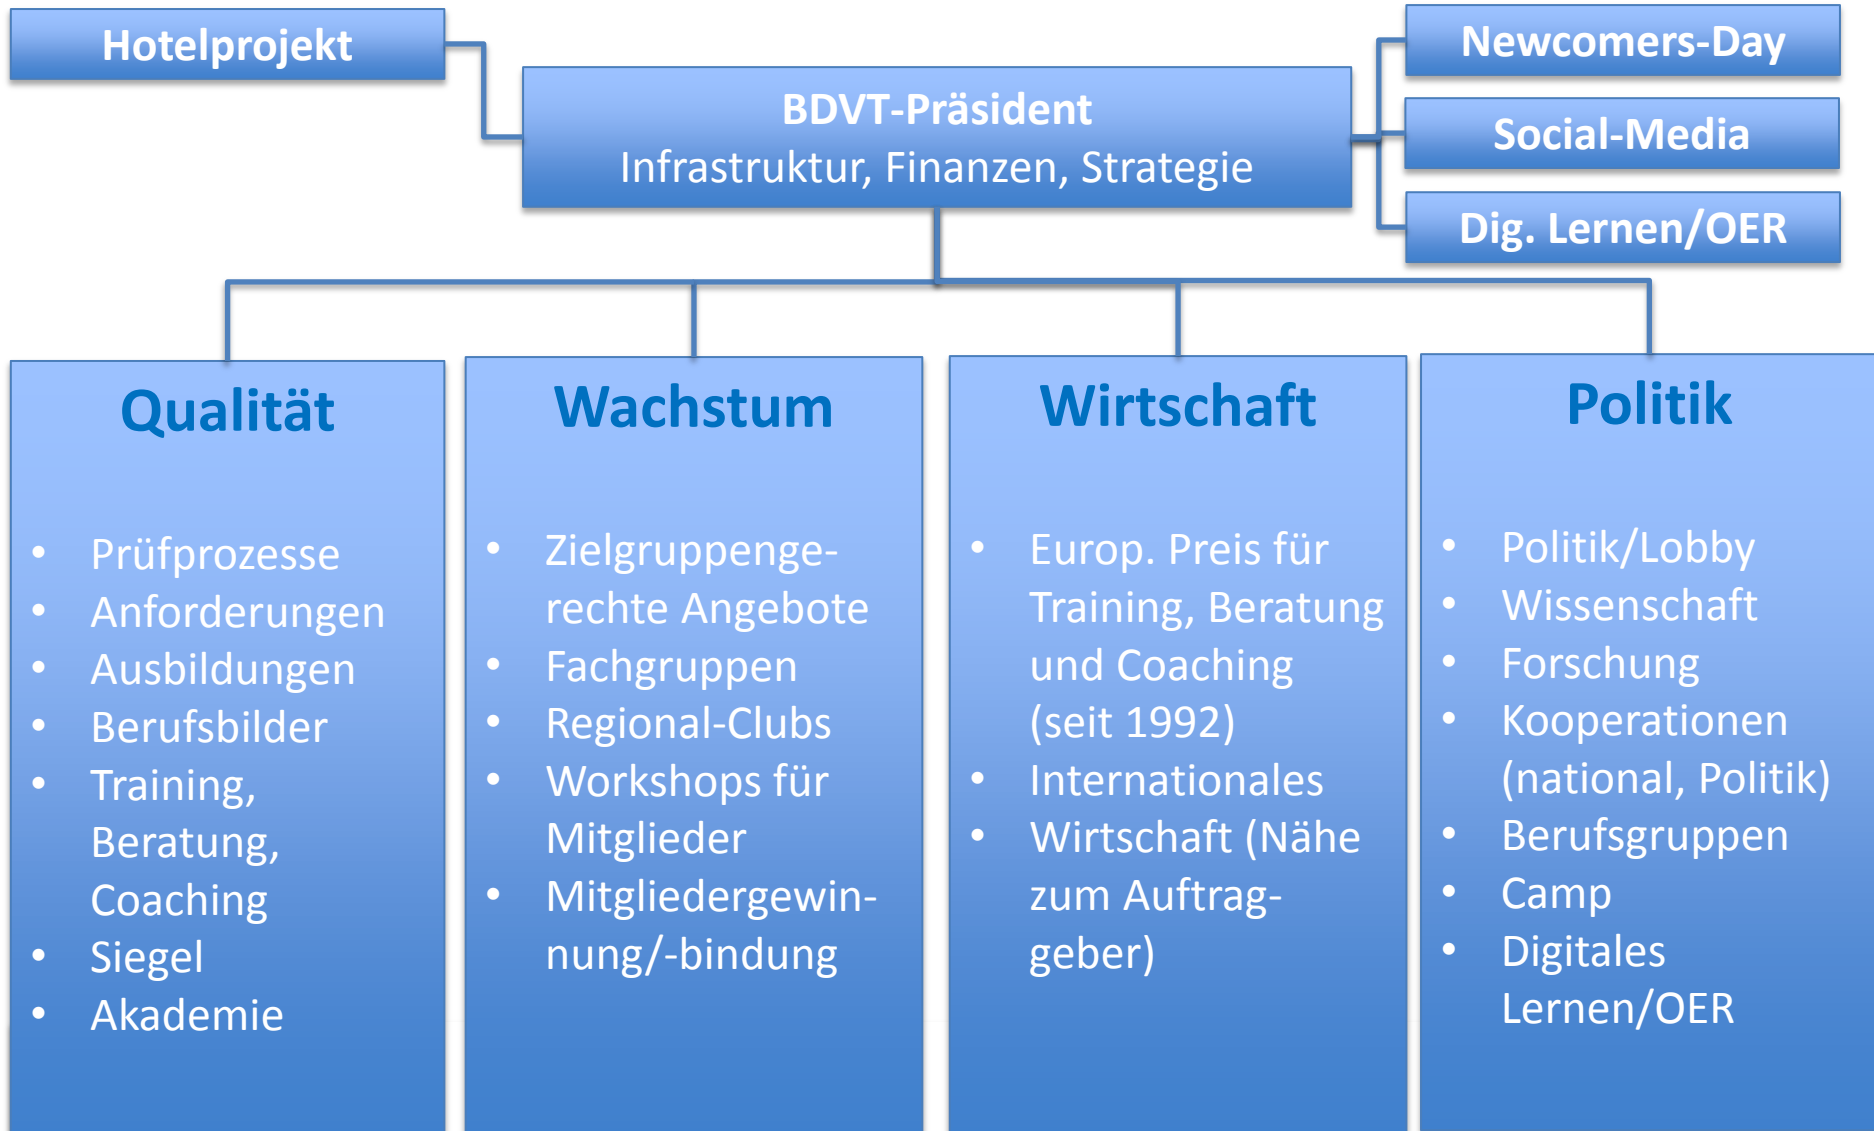 Hotelprojekt
BDVT-Präsident
Infrastruktur, Finanzen, Strategie
Newcomers-Day
Social-Media
Dig. Lernen/OER
Qualität
• Prüfprozesse
• Anforderungen
• Ausbildungen
• Berufsbilder
• Training,
Beratung,
Coaching
• Siegel
• Akademie
Wachstum
• Zielgruppenge-
rechte Angebote
• Fachgruppen
• Regional-Clubs
• Workshops für
Mitglieder
• Mitgliedergewin-
nung/-bindung
Wirtschaft
• Europ. Preis für
Training, Beratung
und Coaching
(seit 1992)
• Internationales
• Wirtschaft (Nähe
zum Auftrag-
geber)
Politik
• Politik/Lobby
• Wissenschaft
• Forschung
• Kooperationen
(national, Politik)
• Berufsgruppen
• Camp
• Digitales
Lernen/OER